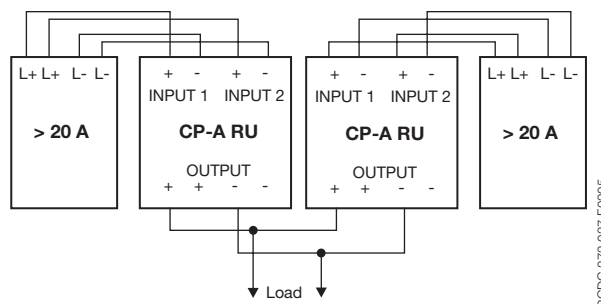 L+ L+ L- L-
> 20 A
+ - + -
INPUT 1 INPUT 2
CP-A RU
OUTPUT
+ + - -
+ - + -
INPUT 1 INPUT 2
CP-A RU
OUTPUT
+ + - -
L+ L+ L- L-
> 20 A
Load